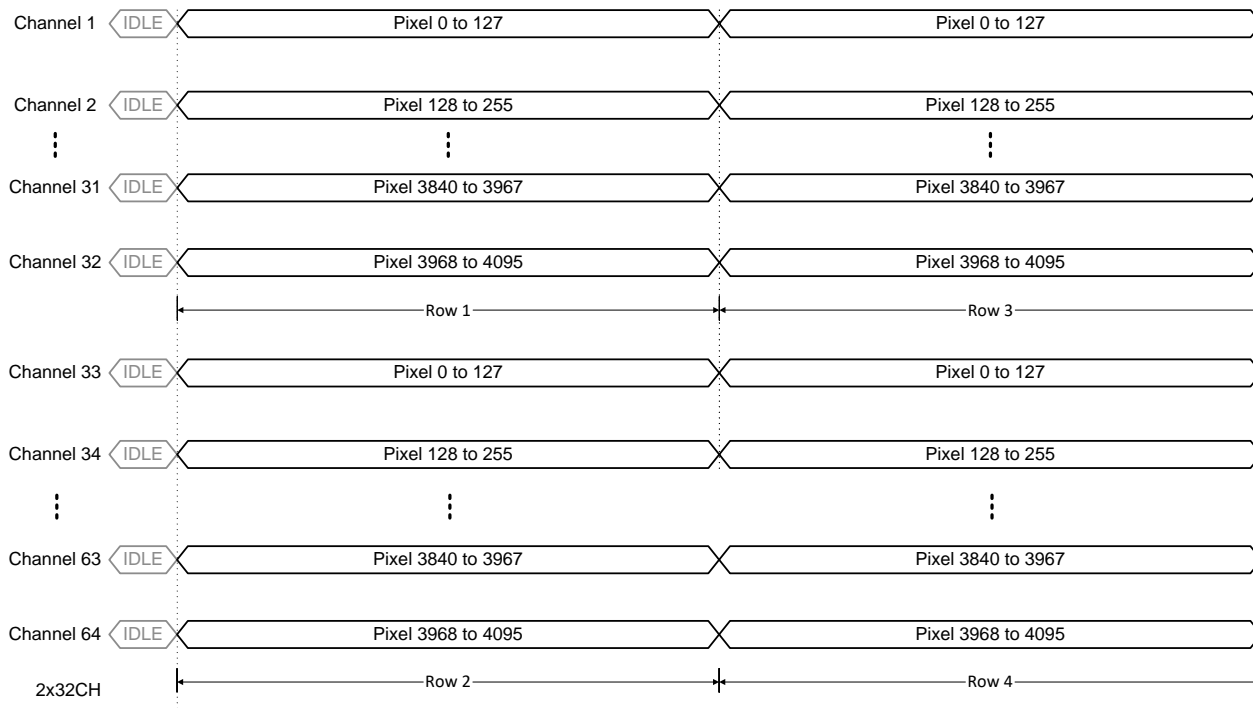 Channel 1 IDLE Pixel 0 to 127 Pixel 0 to 127
Channel 2 IDLE Pixel 128 to 255 Pixel 128 to 255
Channel 31 IDLE Pixel 3840 to 3967 Pixel 3840 to 3967
Channel 32 IDLE Pixel 3968 to 4095 Pixel 3968 to 4095
Row 1 Row 3
Channel 33 IDLE Pixel 0 to 127 Pixel 0 to 127
Channel 34 IDLE Pixel 128 to 255 Pixel 128 to 255
Channel 63 IDLE Pixel 3840 to 3967 Pixel 3840 to 3967
Channel 64 IDLE Pixel 3968 to 4095 Pixel 3968 to 4095
Row 2 Row 4
2x32CH